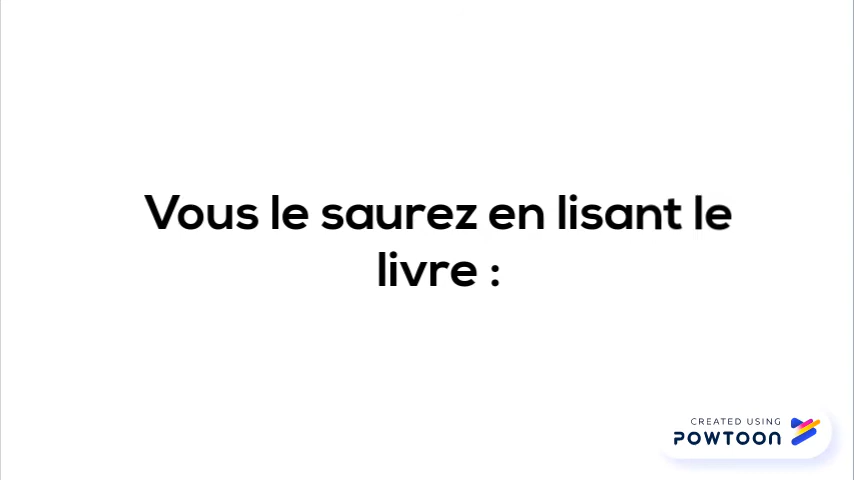 Vous le saurez en lisant le
livre :
CREATED USING
POWTOON